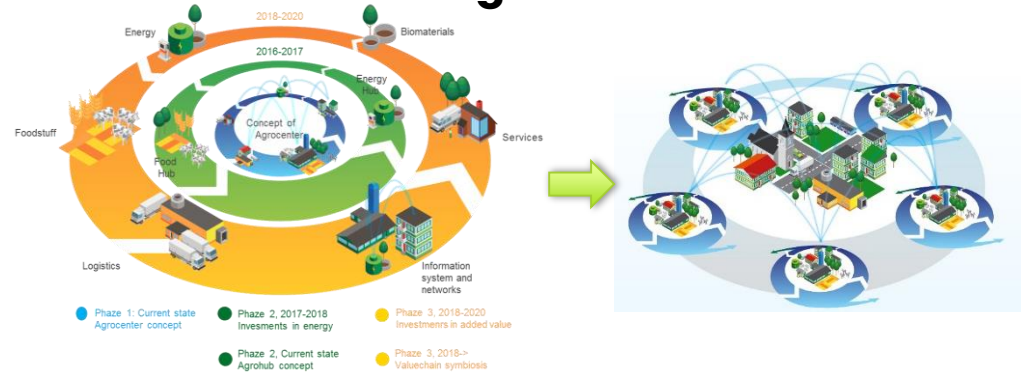 2018-2020
Energy
Biomaterials
2016-2017
Energy
Hub
Concept of
Agrocenter
Foodstuff
Services
Food
Hub
Logistics
Information
system and
networks
Phaze 1: Current state
Agrocenter concept
Phaze 2, 2017-2018
Invesments in energy
Phaze 3, 2018-2020
Investmenrs in added value
Phaze 2, Current state
Agrohub concept
Phaze 3, 2018->
Valuechain symbiosis